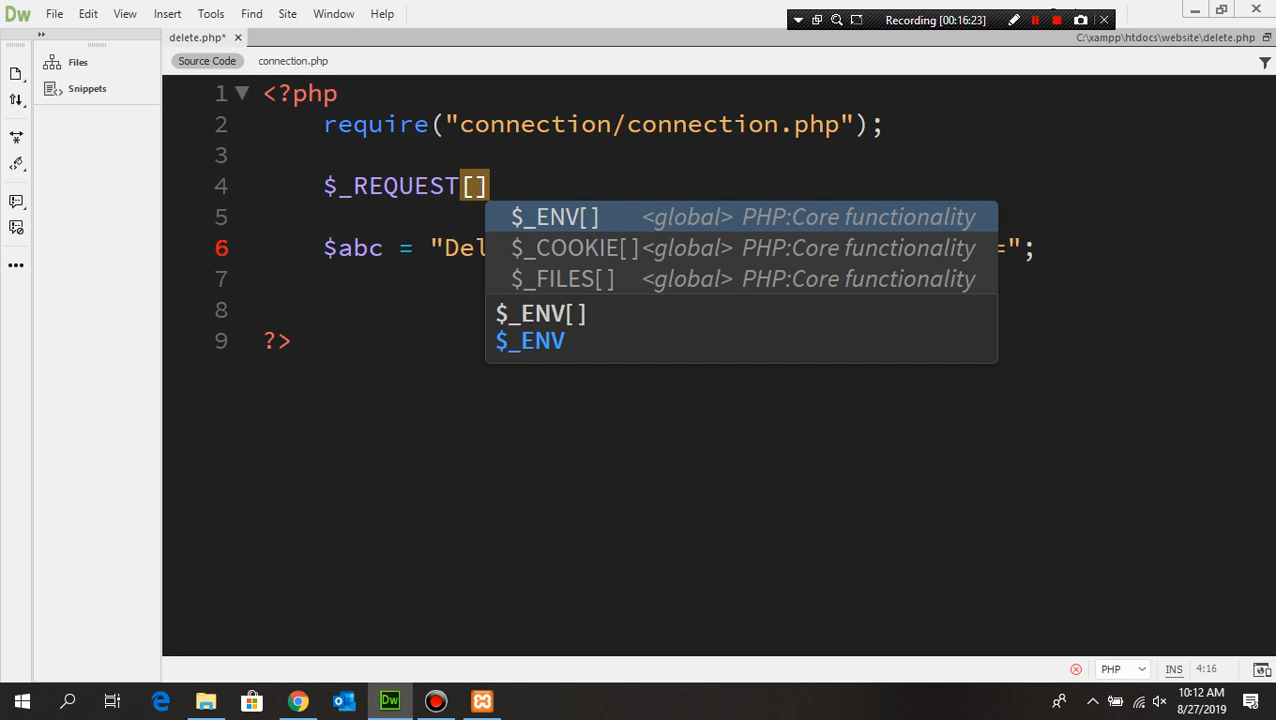 Dw File Edit View Insert Tools Find Site Window Help
Recording [00:16:23]
delete.php* ×
C:\xampp\htdocs\website\delete.php
Source Code connection.php
Files
Snippets
1 <?php
2 require("connection/connection.php");
3
4 $_REQUEST[]
5
6 $abc = "Del =";
7
8
9 ?>
$_ENV[] <global> PHP:Core functionality
$_COOKIE[] <global> PHP:Core functionality
$_FILES[] <global> PHP:Core functionality
$_ENV[]
$_ENV
PHP INS 4:16
Dw
10:12 AM
8/27/2019